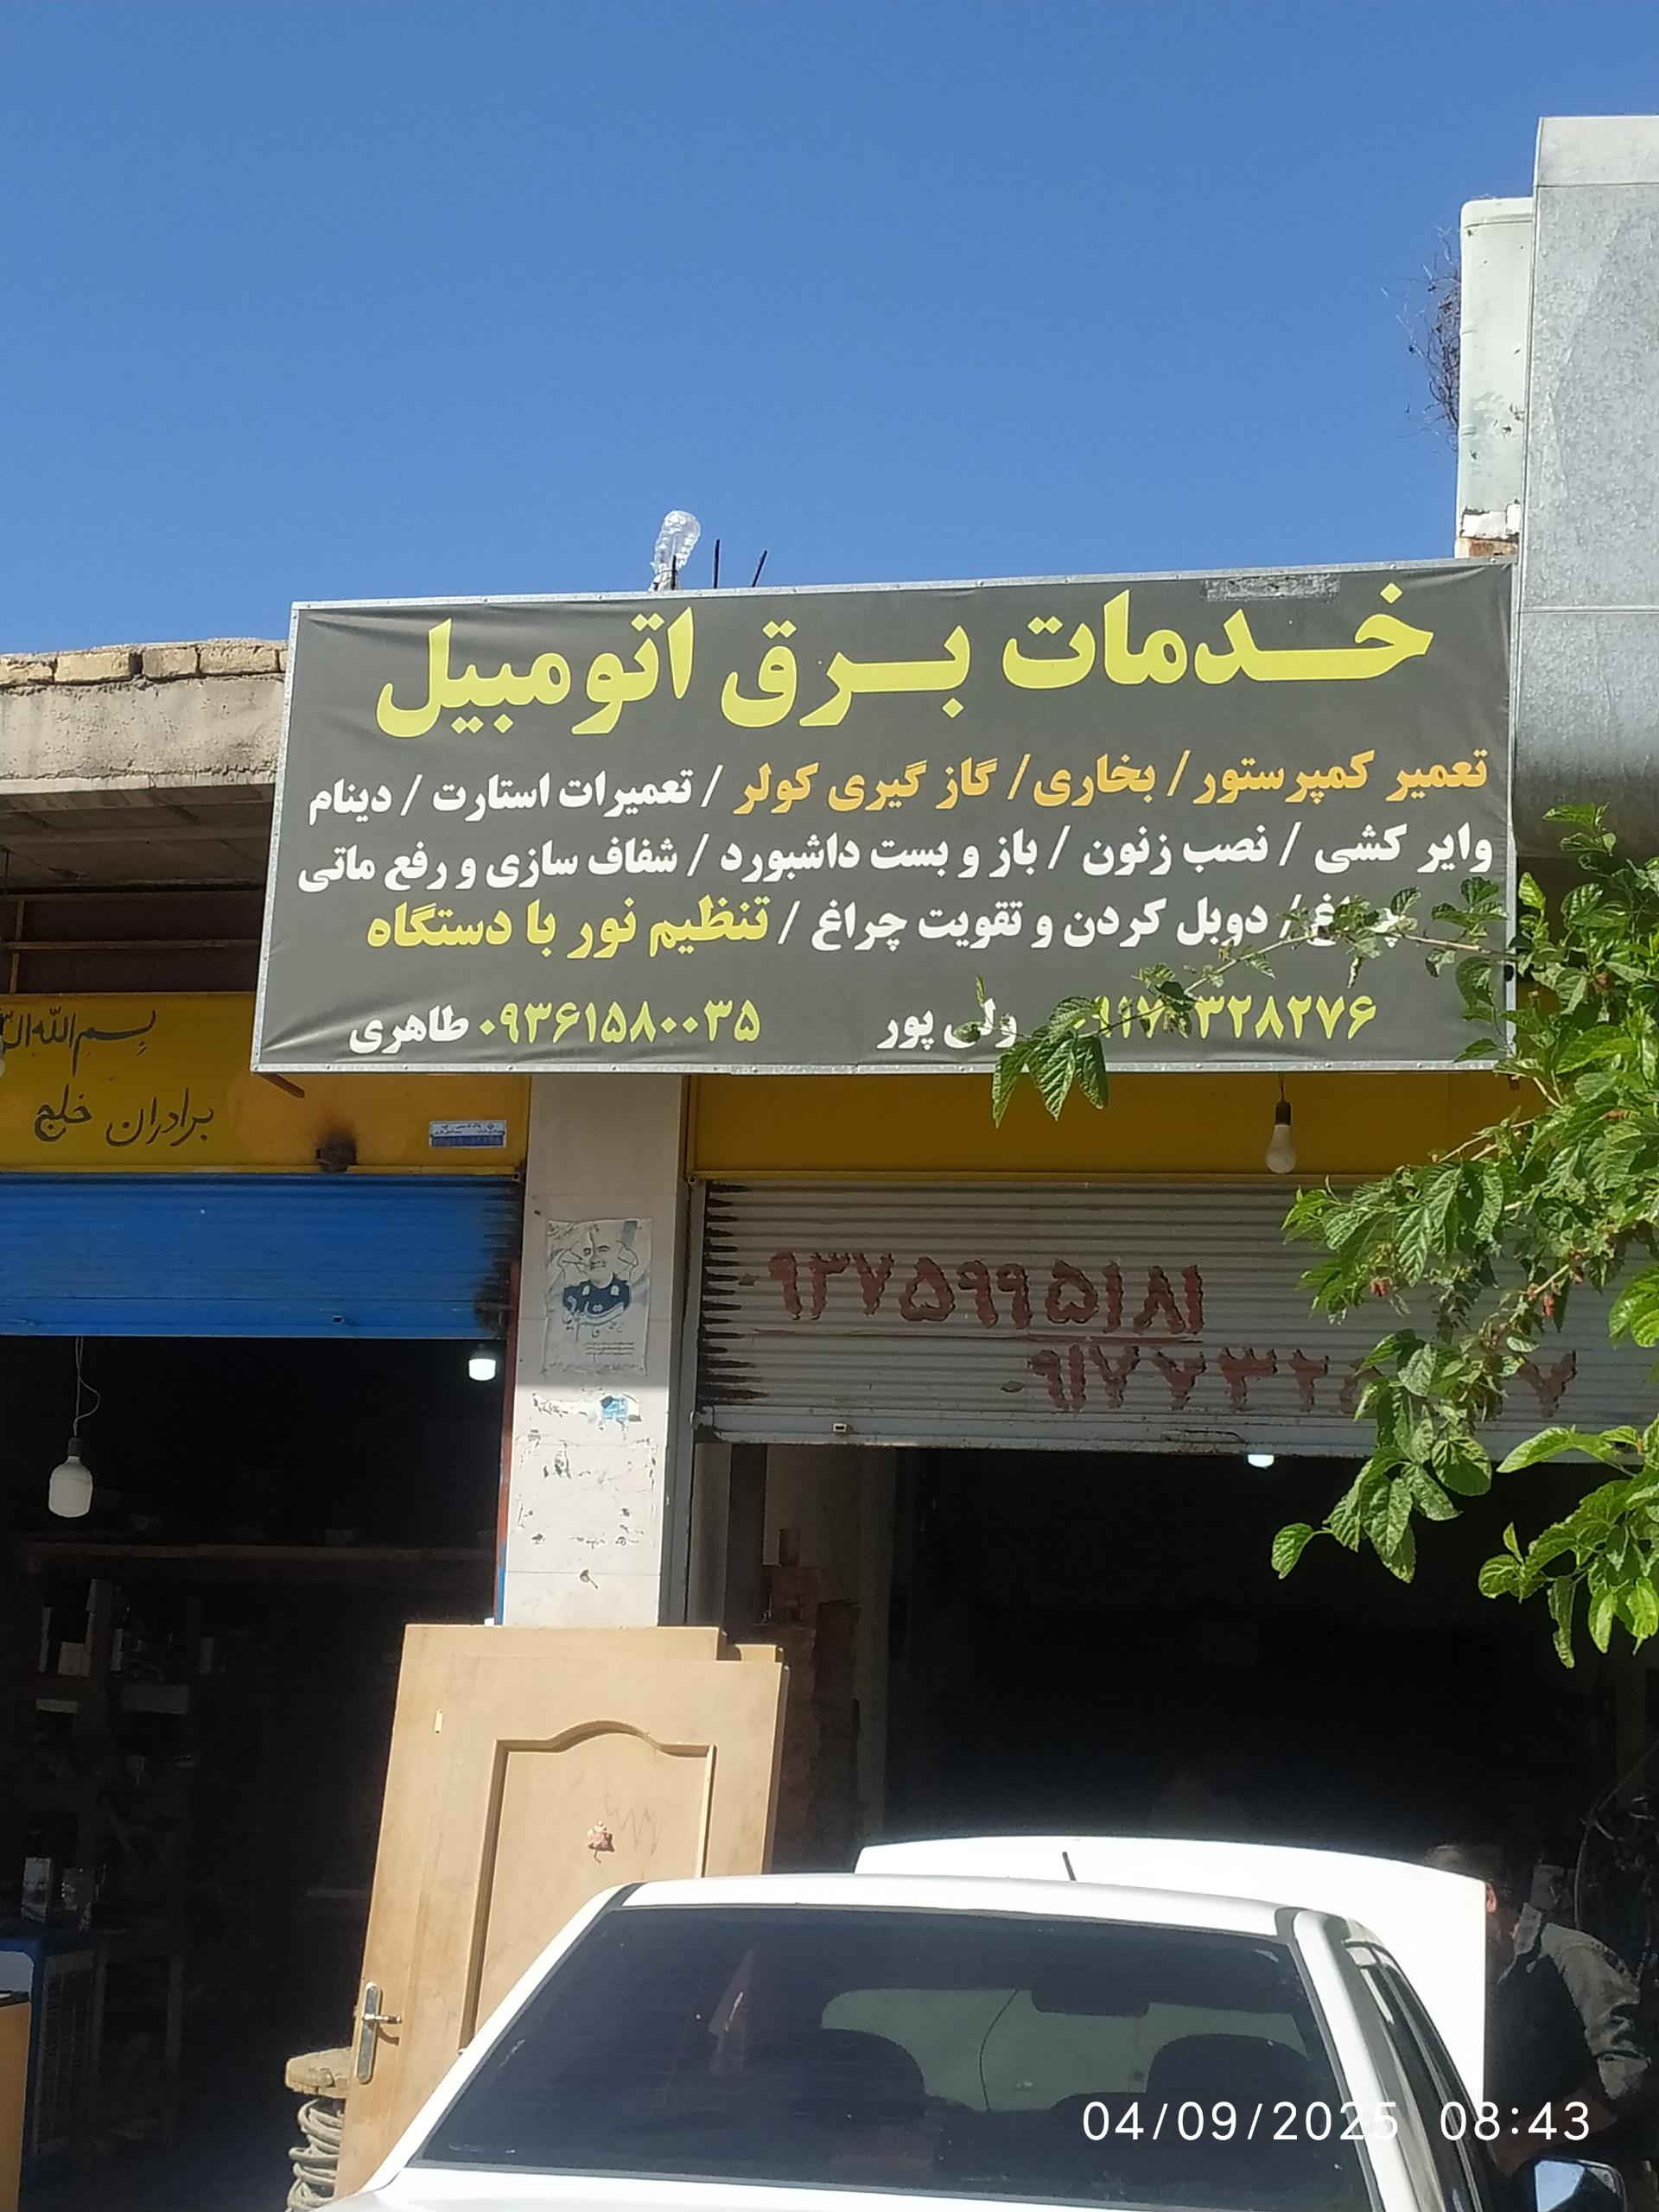 خدمات برق اتومبیل
تعمیر کمپرستور / بخاری / گاز گیری کولر / تعمیرات استارت / دینام
وایر کشی / نصب زنون / باز و بست داشبورد / شفاف سازی و رفع ماتی
چراغ / دوبل کردن و تقویت چراغ / تنظیم نور با دستگاه
ولی پور
۰۹۳۶۱۵۸۰۰۳۵ طاهری
بسم الله
برادران خلج
۰۹۳۷۵۹۹۵۱۸۱
04/09/2025 08:43